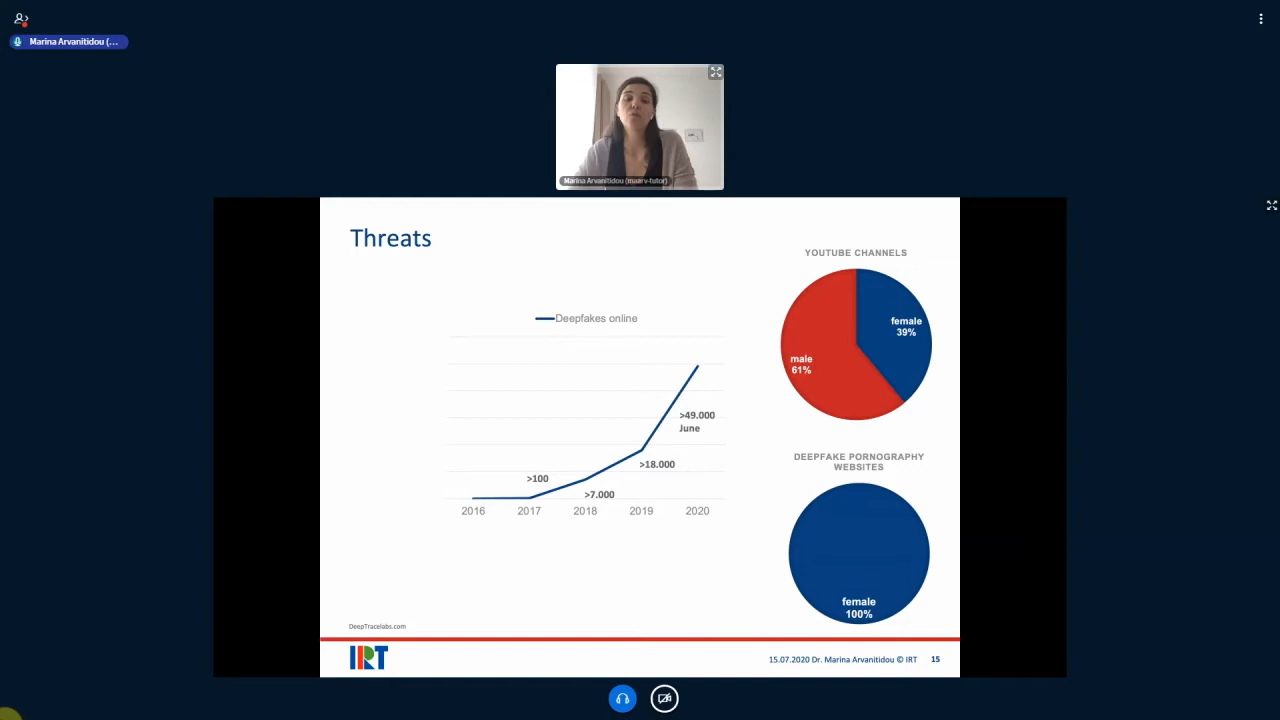 Marina Arvanitidou (...
Marina Arvanitidou (maarv-tutor)
Threats
Deepfakes online
>100
>7.000
>18.000
>49.000
June
2016 2017 2018 2019 2020
YOUTUBE CHANNELS
female
39%
male
61%
DEEPFAKE PORNOGRAPHY
WEBSITES
female
100%
DeepTracelabs.com
IRT
15.07.2020 Dr. Marina Arvanitidou © IRT 15